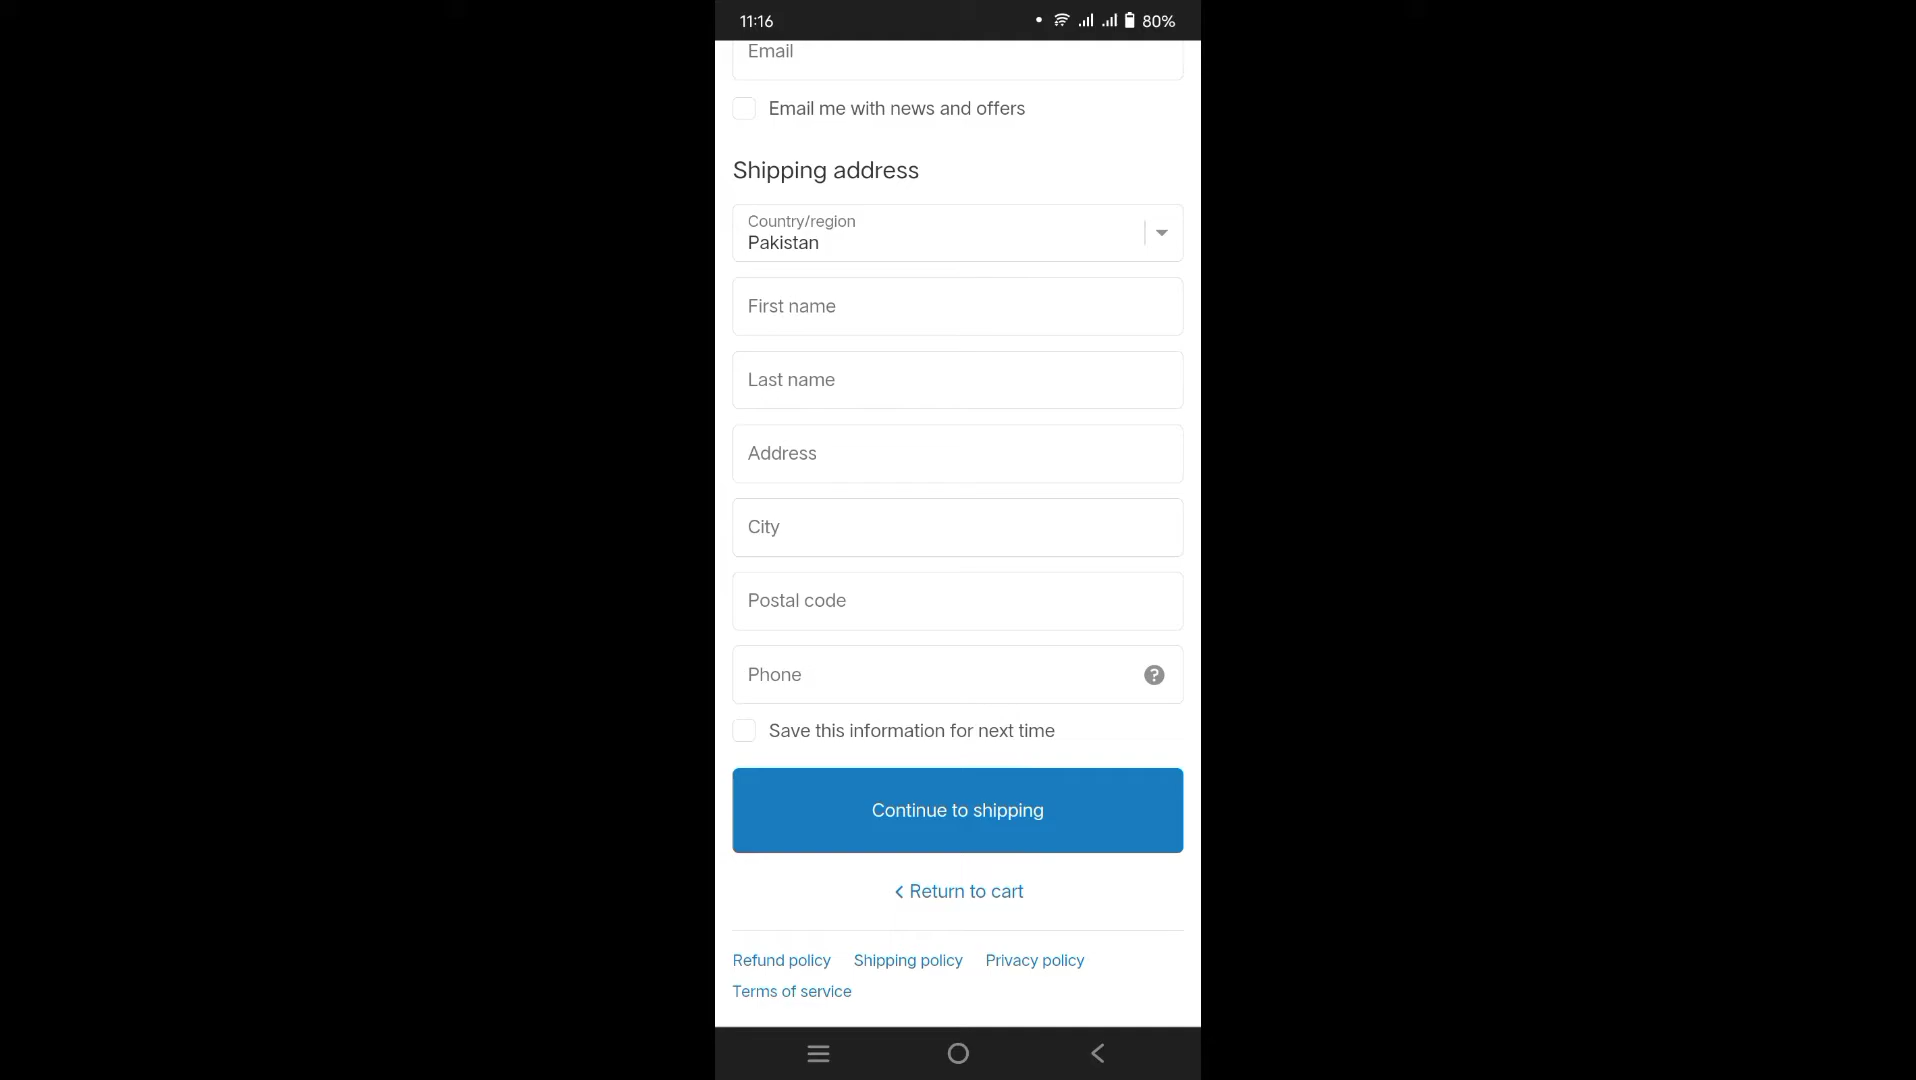 11:16 80%
Email
Email me with news and offers
Shipping address
Country/region
Pakistan
First name
Last name
Address
City
Postal code
Phone ?
Save this information for next time
Continue to shipping
Return to cart
Refund policy Shipping policy Privacy policy
Terms of service